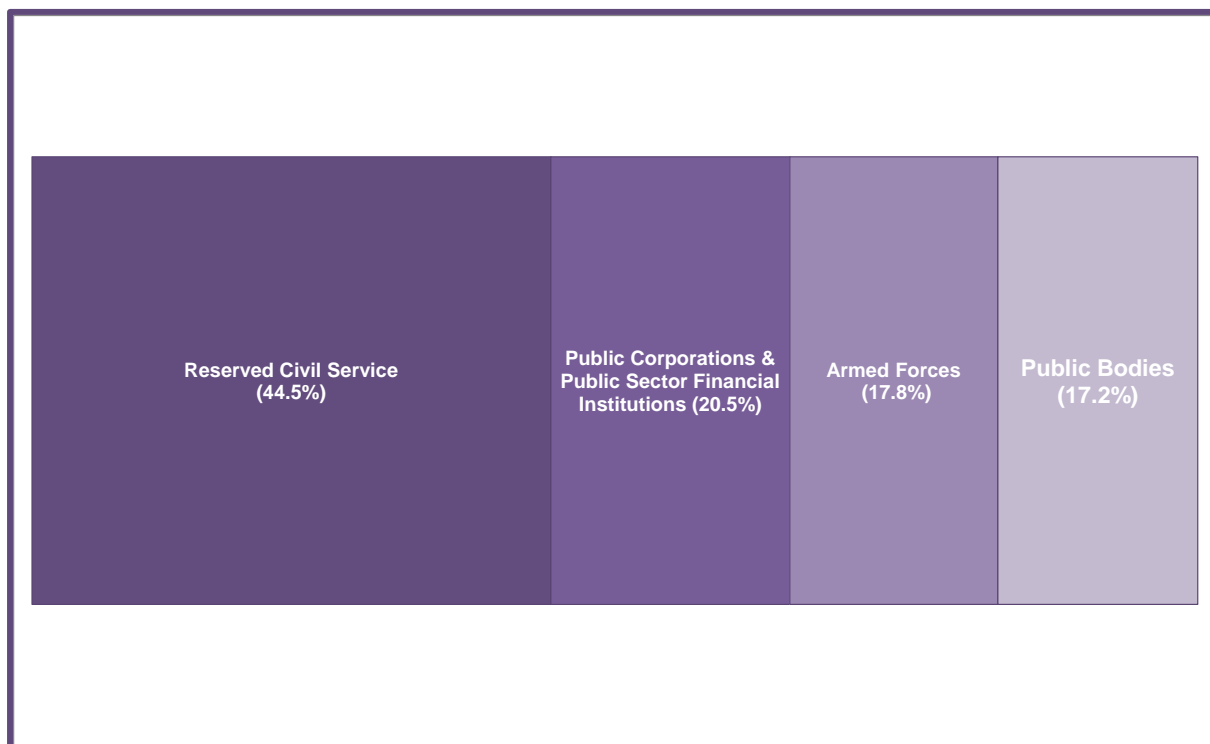 Reserved Civil Service
(44.5%)
Public Corporations &
Public Sector Financial
Institutions (20.5%)
Armed Forces
(17.8%)
Public Bodies
(17.2%)